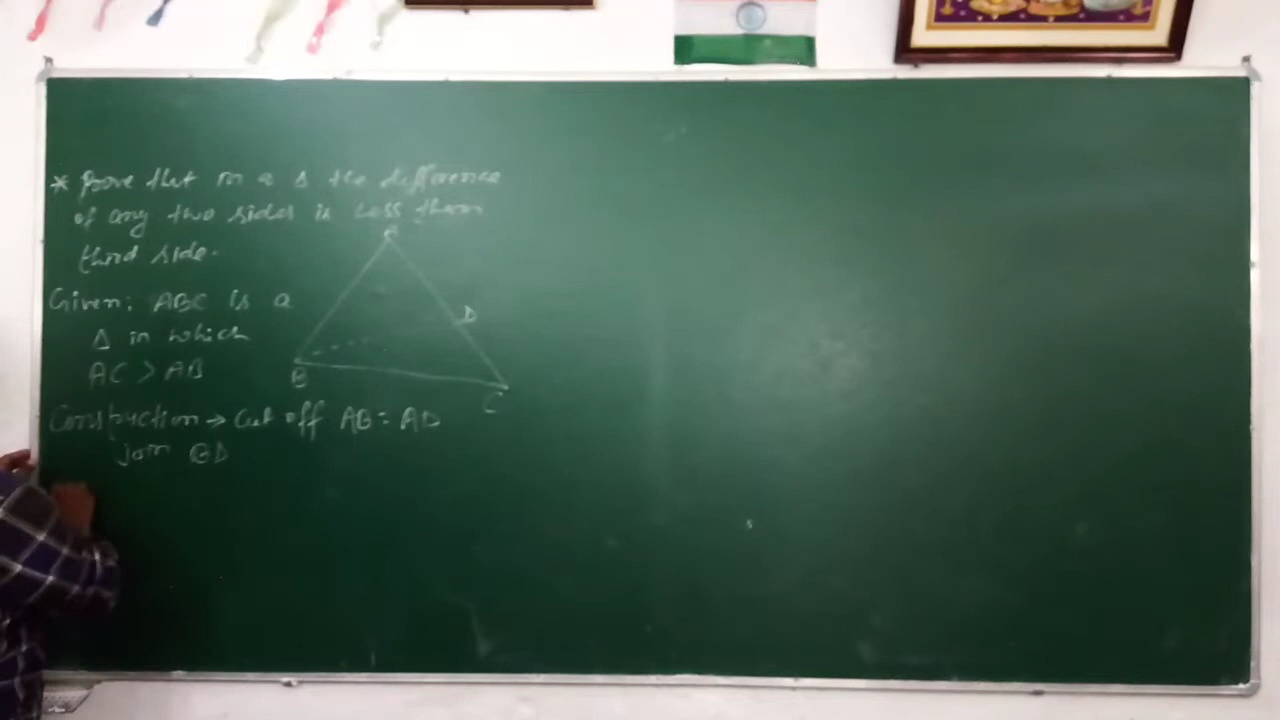 * Prove that in a Δ the difference
of any two sides is less than
third side.
A
Given: ABC is a
D
Δ in which
AC > AB
B
C
Construction → Cut off AB = AD
Join BD